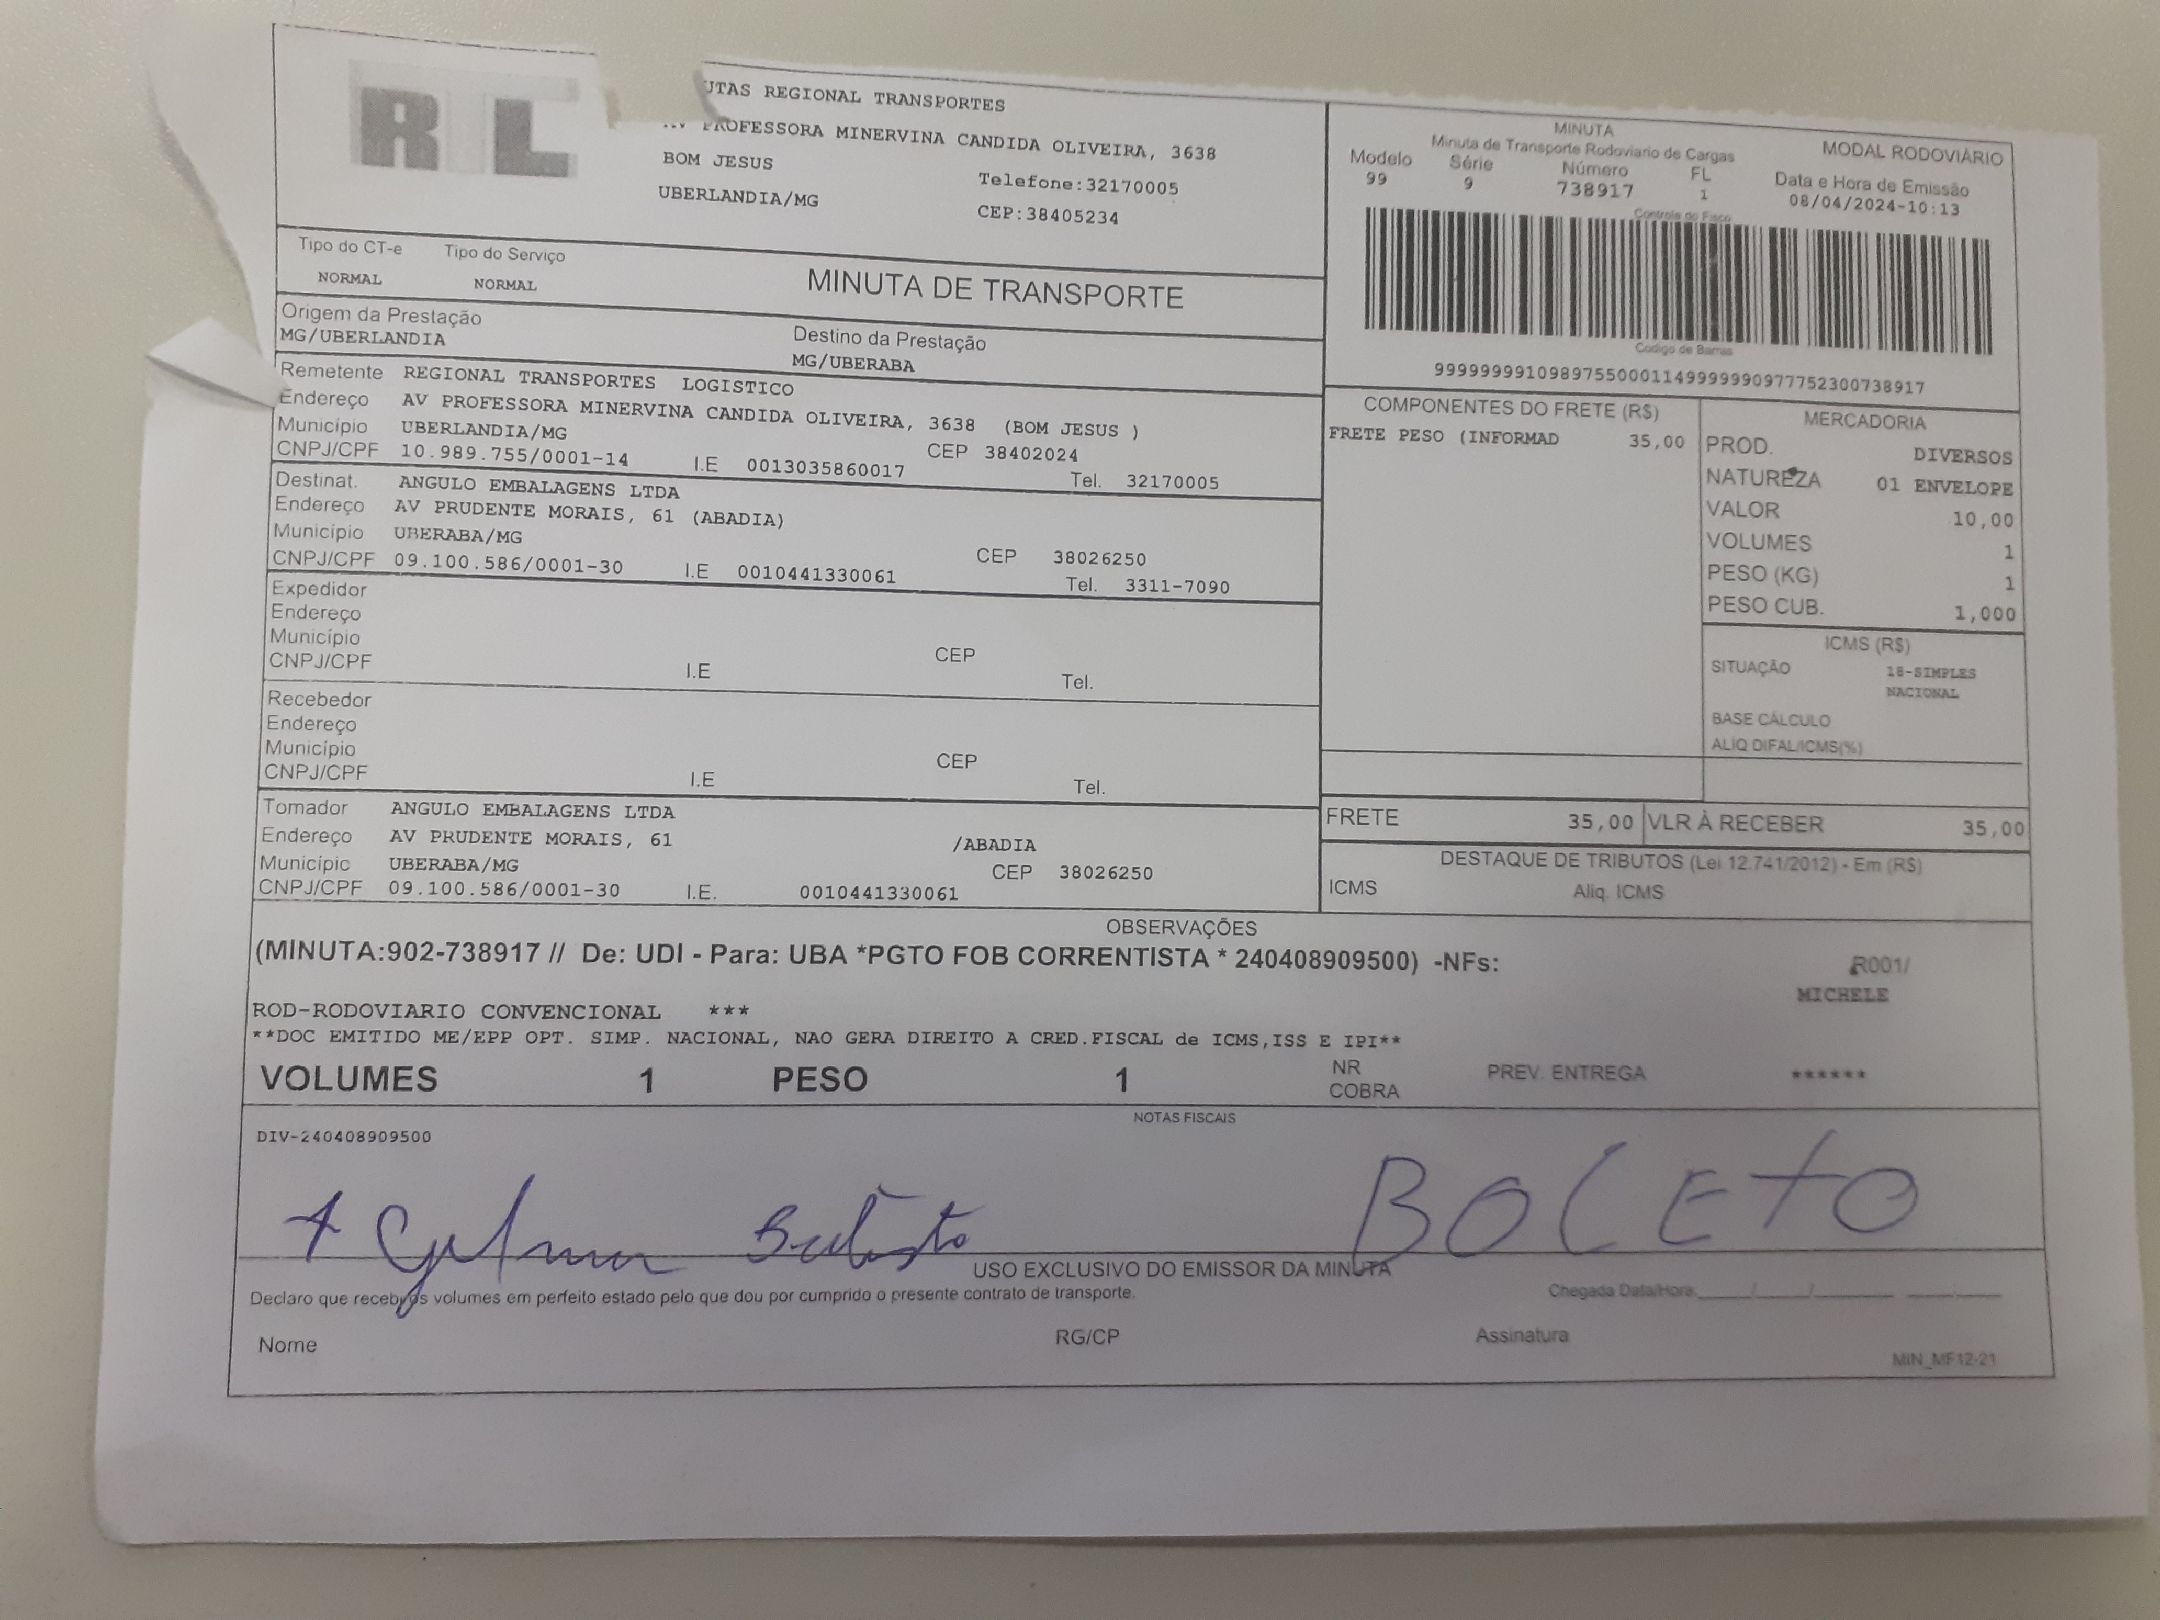 RTL
UTAS REGIONAL TRANSPORTES
AV PROFESSORA MINERVINA CANDIDA OLIVEIRA, 3638
BOM JESUS
Telefone:32170005
UBERLANDIA/MG
CEP:38405234
MINUTA
MODAL RODOVIÁRIO
Minuta de Transporte Rodoviario de Cargas
Modelo Série Número FL Data e Hora de Emissão
99 9 738917 1 08/04/2024-10:13
Controle do Fisco
Codigo de Barras
Tipo do CT-e Tipo do Serviço
NORMAL NORMAL
MINUTA DE TRANSPORTE
Origem da Prestação Destino da Prestação
MG/UBERLANDIA MG/UBERABA
Remetente REGIONAL TRANSPORTES LOGISTICO
Endereço AV PROFESSORA MINERVINA CANDIDA OLIVEIRA, 3638 (BOM JESUS )
Município UBERLANDIA/MG CEP 38402024
CNPJ/CPF 10.989.755/0001-14 I.E 0013035860017 Tel. 32170005
Destinat. ANGULO EMBALAGENS LTDA
Endereço AV PRUDENTE MORAIS, 61 (ABADIA)
Município UBERABA/MG CEP 38026250
CNPJ/CPF 09.100.586/0001-30 I.E 0010441330061 Tel. 3311-7090
Expedidor
Endereço
Município CEP
CNPJ/CPF I.E Tel.
Recebedor
Endereço
Município CEP
CNPJ/CPF I.E Tel.
Tomador ANGULO EMBALAGENS LTDA
Endereço AV PRUDENTE MORAIS, 61 /ABADIA
Município UBERABA/MG CEP 38026250
CNPJ/CPF 09.100.586/0001-30 I.E. 0010441330061
COMPONENTES DO FRETE (R$)
FRETE PESO (INFORMAD 35,00
MERCADORIA
PROD. DIVERSOS
NATUREZA 01 ENVELOPE
VALOR 10,00
VOLUMES 1
PESO (KG) 1
PESO CUB. 1,000
ICMS (R$)
SITUAÇÃO 18-SIMPLES
NACIONAL
BASE CÁLCULO
ALIQ DIFAL/ICMS(%)
FRETE 35,00 VLR À RECEBER 35,00
DESTAQUE DE TRIBUTOS (Lei 12.741/2012) - Em (R$)
ICMS Aliq. ICMS
OBSERVAÇÕES
(MINUTA:902-738917 // De: UDI - Para: UBA *PGTO FOB CORRENTISTA * 240408909500) -NFs:
R001/
MICHELE
ROD-RODOVIARIO CONVENCIONAL ***
**DOC EMITIDO ME/EPP OPT. SIMP. NACIONAL, NAO GERA DIREITO A CRED.FISCAL de ICMS,ISS E IPI**
VOLUMES 1 PESO 1 NR COBRA PREV. ENTREGA ******
NOTAS FISCAIS
DIV-240408909500
BOLETO
USO EXCLUSIVO DO EMISSOR DA MINUTA
Declaro que recebi os volumes em perfeito estado pelo que dou por cumprido o presente contrato de transporte.
Chegada Data/Hora ____/____/____ ____:____
Nome RG/CP Assinatura
MIN_MF12-21